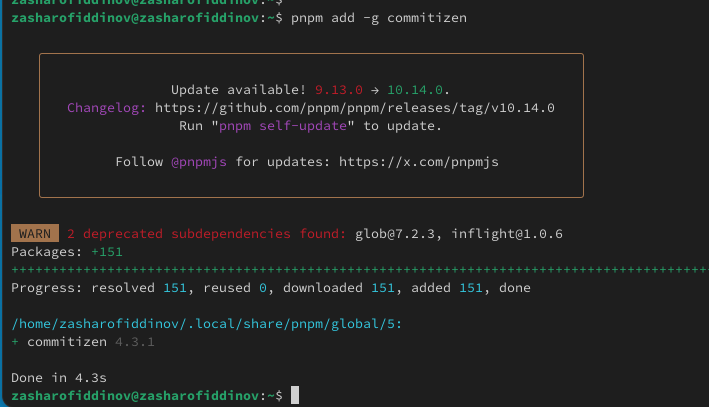 zasharofiddinov@zasharofiddinov:~$
zasharofiddinov@zasharofiddinov:~$ pnpm add -g commitizen
Update available! 9.13.0 → 10.14.0.
Changelog: https://github.com/pnpm/pnpm/releases/tag/v10.14.0
Run "pnpm self-update" to update.
Follow @pnpmjs for updates: https://x.com/pnpmjs
WARN 2 deprecated subdependencies found: glob@7.2.3, inflight@1.0.6
Packages: +151
++++++++++++++++++++++++++++++++++++++++++++++++++++++++++++++++++++++++++++++++++++++++
Progress: resolved 151, reused 0, downloaded 151, added 151, done
/home/zasharofiddinov/.local/share/pnpm/global/5:
+ commitizen 4.3.1
Done in 4.3s
zasharofiddinov@zasharofiddinov:~$